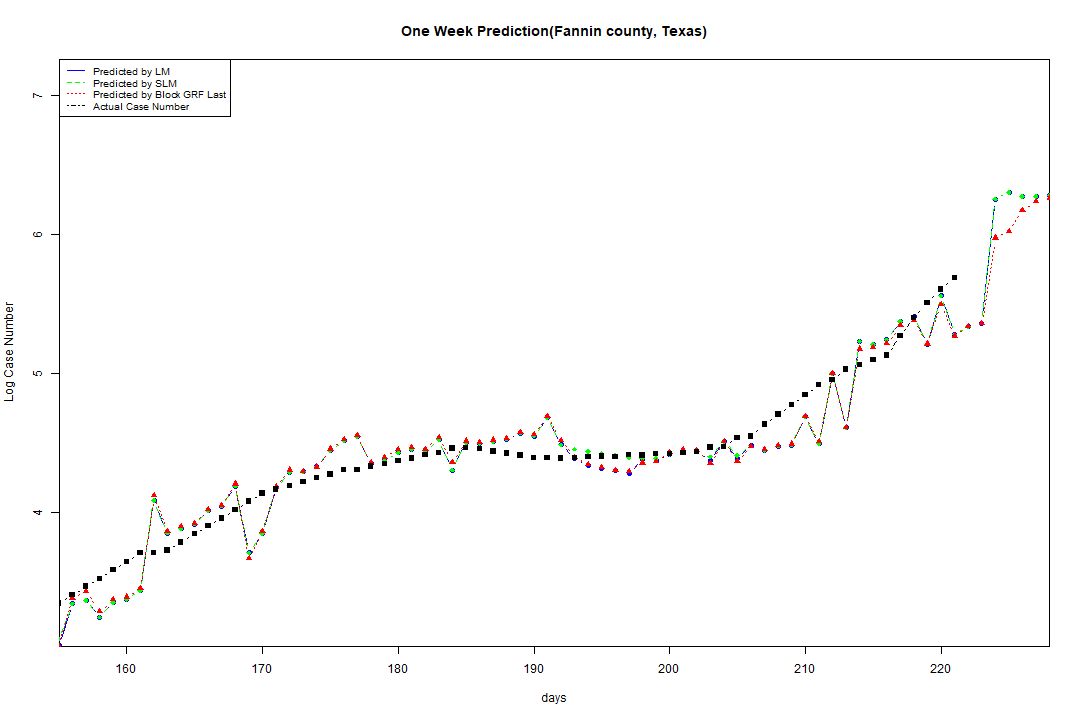 One Week Prediction(Fannin county, Texas)
Predicted by LM
Predicted by SLM
Predicted by Block GRF Last
Actual Case Number
7
6
5
4
Log Case Number
160 170 180 190 200 210 220
days